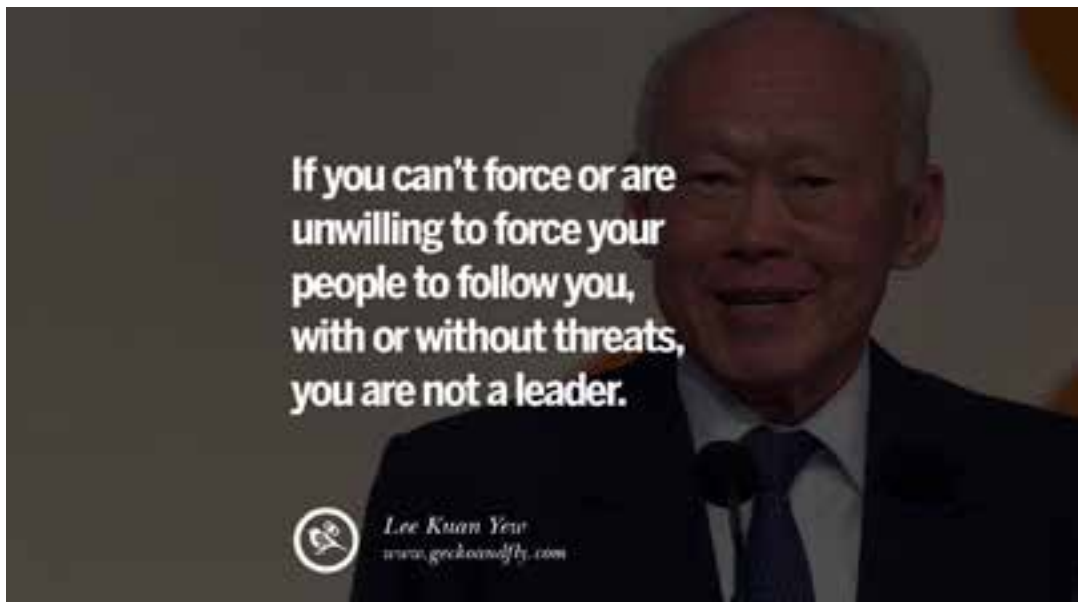 If you can't force or are
unwilling to force your
people to follow you,
with or without threats,
you are not a leader.
Lee Kuan Yew
www.geckoandfly.com